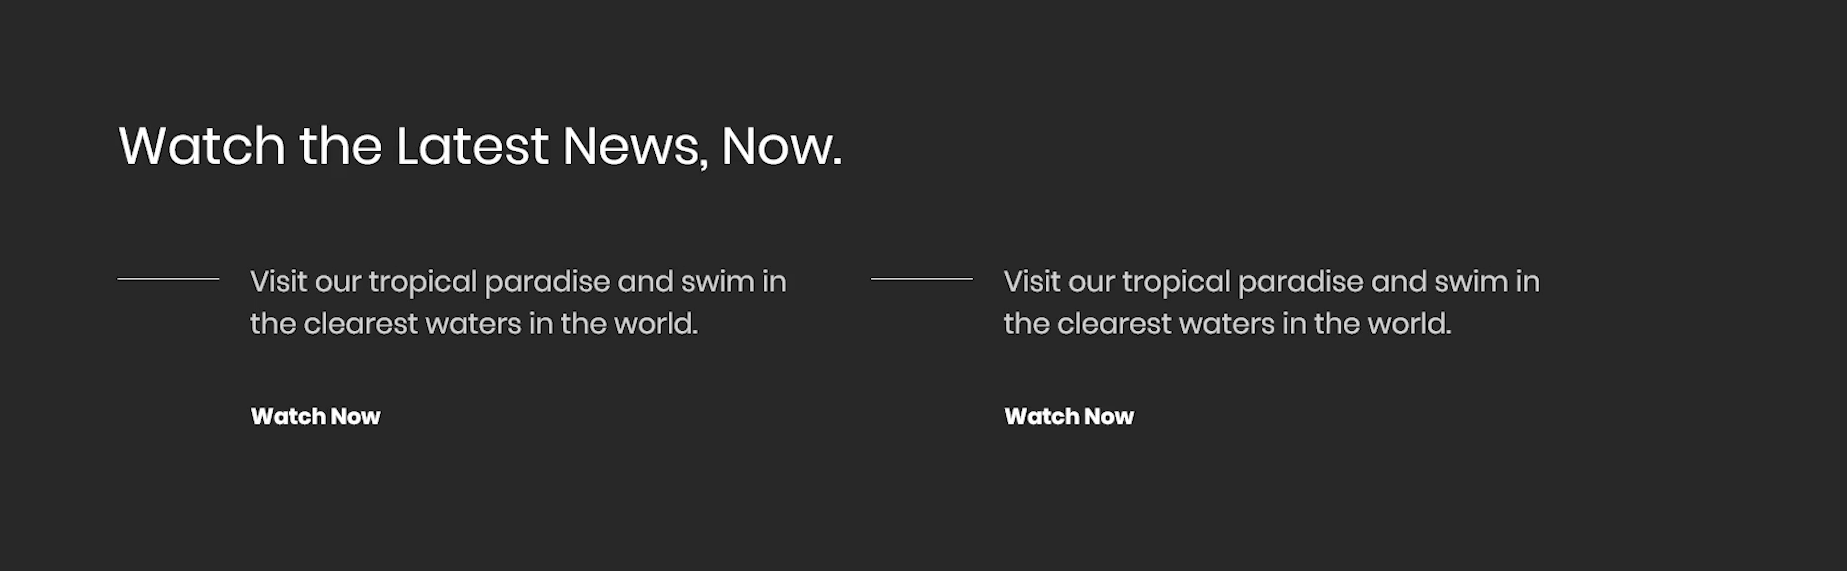 Watch the Latest News, Now.
Visit our tropical paradise and swim in
the clearest waters in the world.
Watch Now
Visit our tropical paradise and swim in
the clearest waters in the world.
Watch Now